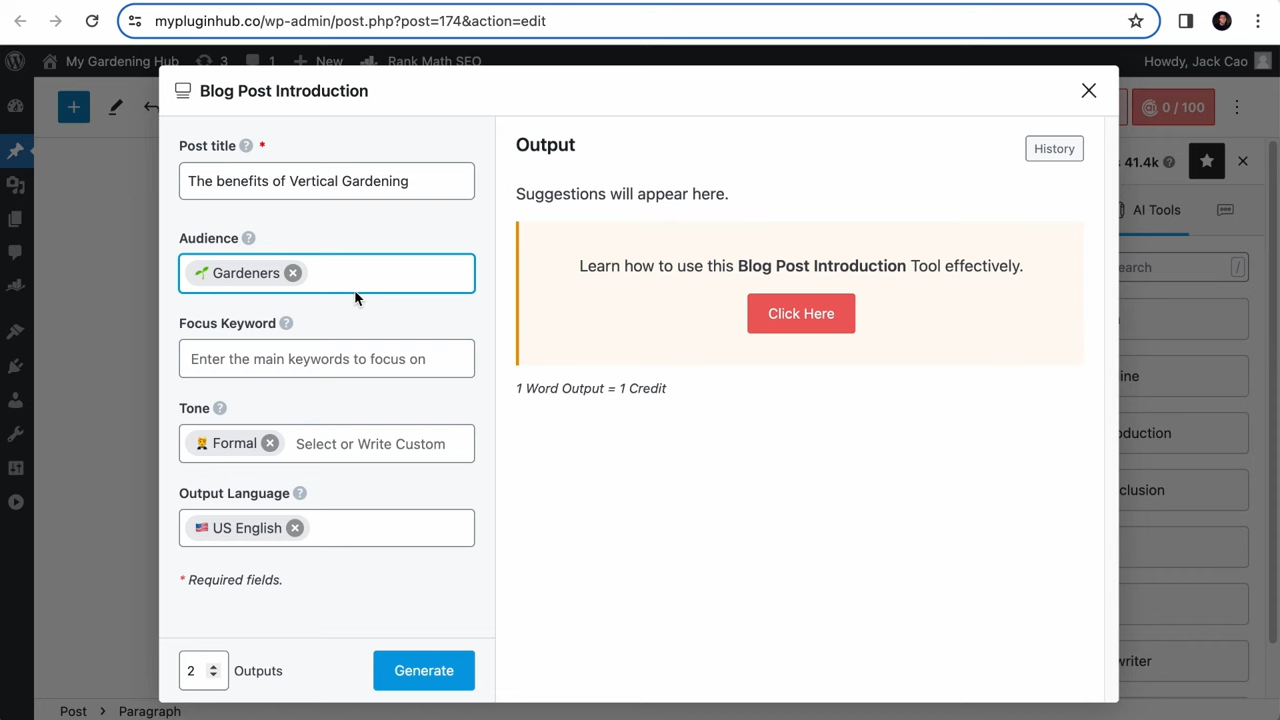 mypluginhub.co/wp-admin/post.php?post=174&action=edit
My Gardening Hub 3 1 New Rank Math SEO Howdy, Jack Cao
Blog Post Introduction
0 / 100
Post title *
The benefits of Vertical Gardening
Audience
Gardeners
Focus Keyword
Enter the main keywords to focus on
Tone
Formal Select or Write Custom
Output Language
US English
* Required fields.
2 Outputs Generate
Output
History
Suggestions will appear here.
Learn how to use this Blog Post Introduction Tool effectively.
Click Here
1 Word Output = 1 Credit
41.4k
AI Tools
earch /
ine
oduction
clusion
writer
Post > Paragraph